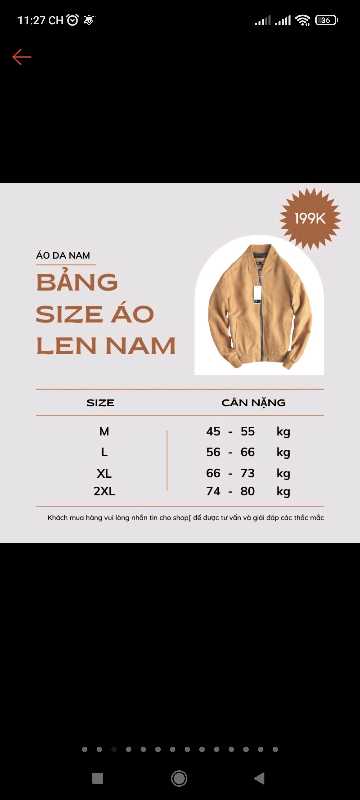 11:27 CH
36
199K
ÁO DA NAM
BẢNG
SIZE ÁO
LEN NAM
SIZE CÂN NẶNG
M 45 - 55 kg
L 56 - 66 kg
XL 66 - 73 kg
2XL 74 - 80 kg
Khách mua hàng vui lòng nhắn tin cho shop[ để được tư vấn và giải đáp các thắc mắc